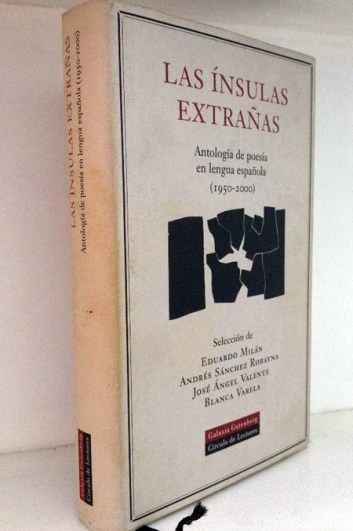 LAS ÍNSULAS
EXTRAÑAS
Antología de poesía
en lengua española
(1950-2000)
Selección de
EDUARDO MILÁN
ANDRÉS SÁNCHEZ ROBAYNA
JOSÉ ÁNGEL VALENTE
BLANCA VARELA
Galaxia Gutenberg
Círculo de Lectores
LAS ÍNSULAS EXTRAÑAS
Antología de poesía en lengua española (1950-2000)
Galaxia Gutenberg
Círculo de Lectores